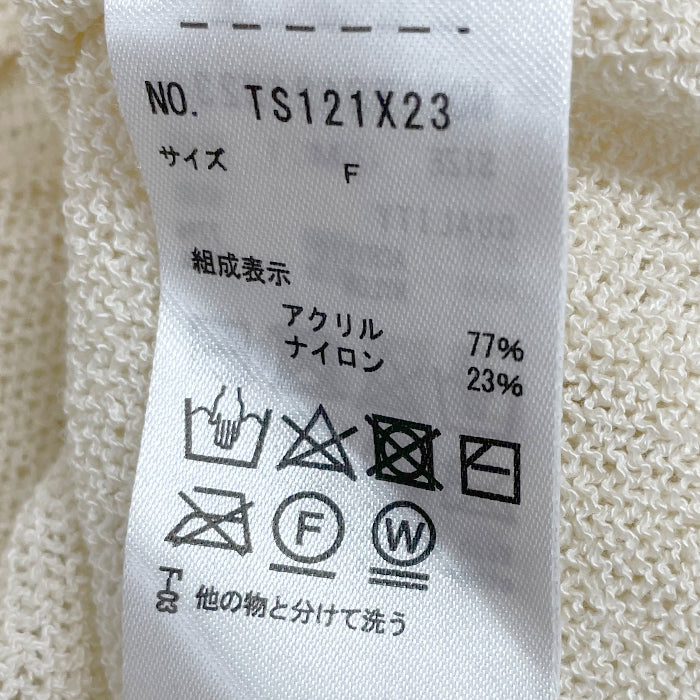 NO. TS121X23
サイズ F
組成表示
アクリル 77%
ナイロン 23%
F W
他の物と分けて洗う